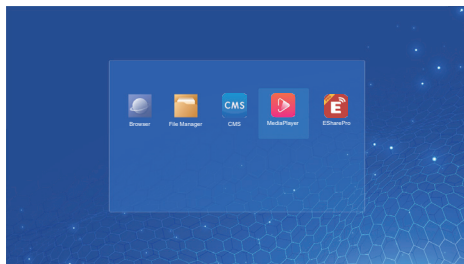 CMS
E
Browser
File Manager
CMS
MediaPlayer
ESharePro